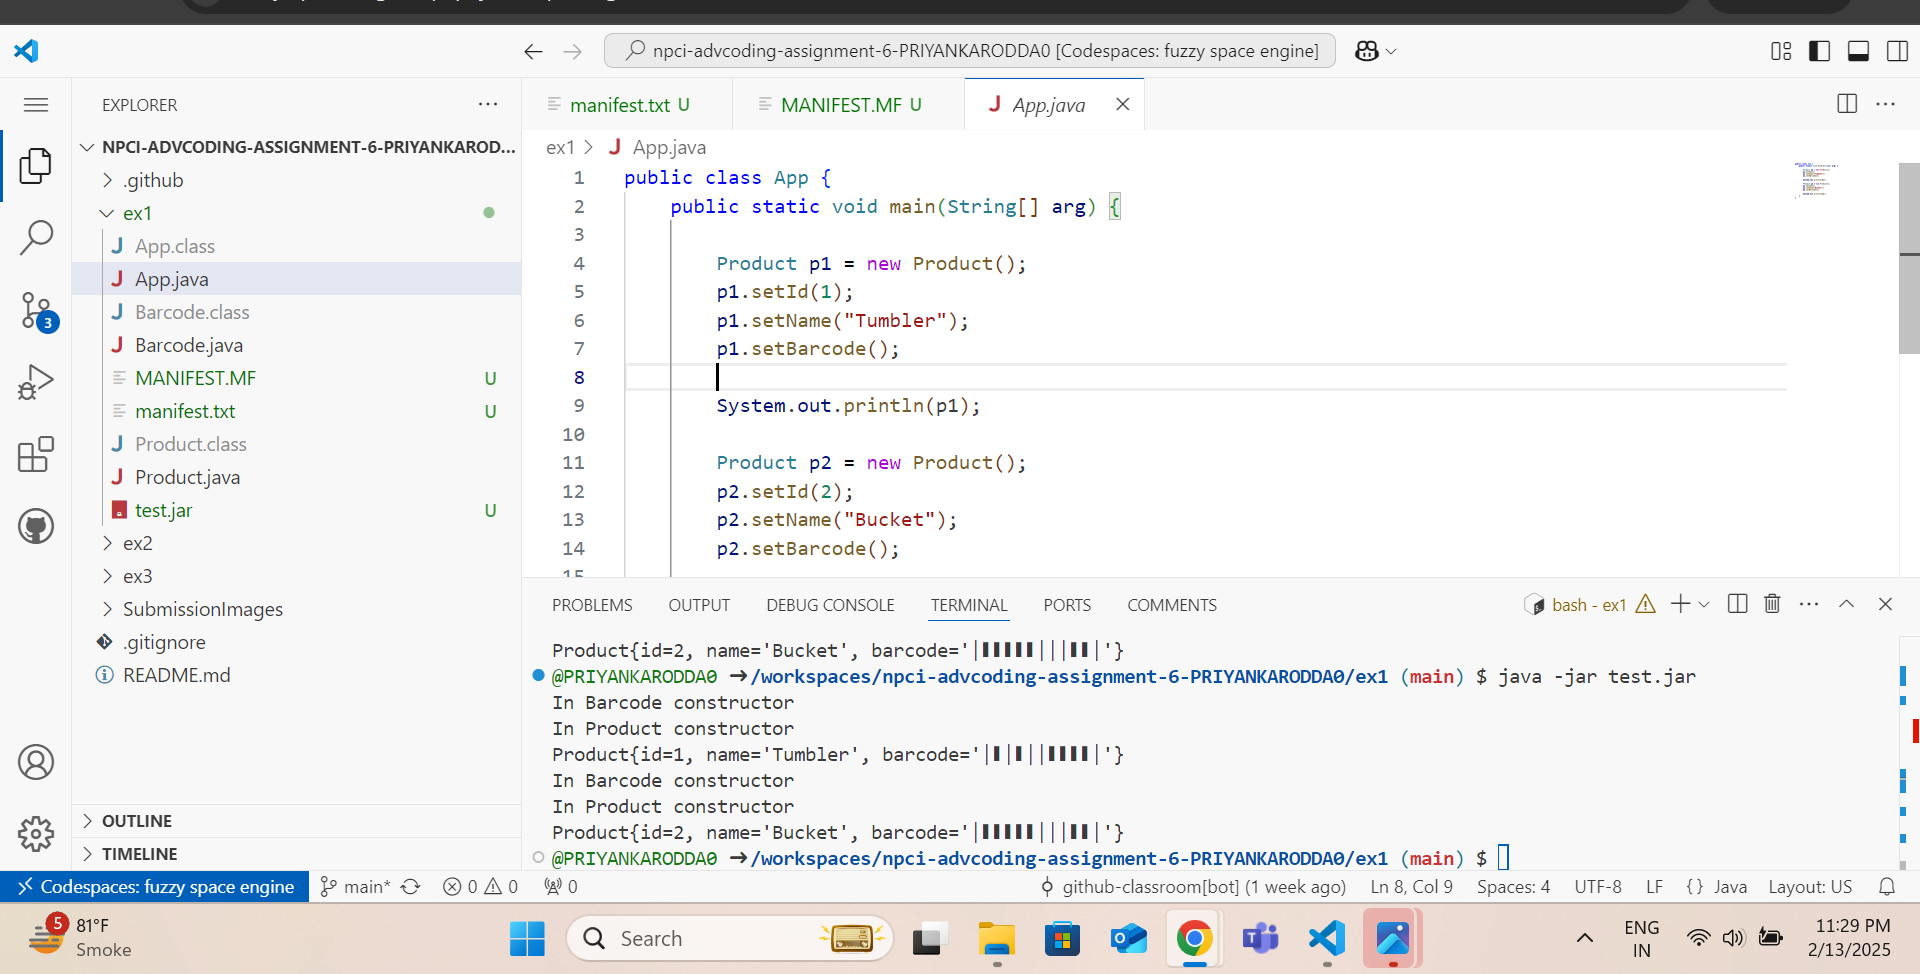 npci-advcoding-assignment-6-PRIYANKARODDA0 [Codespaces: fuzzy space engine]
EXPLORER
NPCI-ADVCODING-ASSIGNMENT-6-PRIYANKAROD...
.github
ex1
App.class
App.java
Barcode.class
Barcode.java
MANIFEST.MF U
manifest.txt U
Product.class
Product.java
test.jar U
ex2
ex3
SubmissionImages
.gitignore
README.md
OUTLINE
TIMELINE
3
manifest.txt U
MANIFEST.MF U
App.java
ex1 > App.java
1 public class App {
2 public static void main(String[] arg) {
3
4 Product p1 = new Product();
5 p1.setId(1);
6 p1.setName("Tumbler");
7 p1.setBarcode();
8
9 System.out.println(p1);
10
11 Product p2 = new Product();
12 p2.setId(2);
13 p2.setName("Bucket");
14 p2.setBarcode();
15
PROBLEMS OUTPUT DEBUG CONSOLE TERMINAL PORTS COMMENTS
bash - ex1
Product{id=2, name='Bucket', barcode='|▌▌▌▌▌|||▌▌|'}
@PRIYANKARODDA0 →/workspaces/npci-advcoding-assignment-6-PRIYANKARODDA0/ex1 (main) $ java -jar test.jar
In Barcode constructor
In Product constructor
Product{id=1, name='Tumbler', barcode='|▌|▌||▌▌▌▌|'}
In Barcode constructor
In Product constructor
Product{id=2, name='Bucket', barcode='|▌▌▌▌▌|||▌▌|'}
@PRIYANKARODDA0 →/workspaces/npci-advcoding-assignment-6-PRIYANKARODDA0/ex1 (main) $
Codespaces: fuzzy space engine main* 0 0 0 github-classroom[bot] (1 week ago) Ln 8, Col 9 Spaces: 4 UTF-8 LF {} Java Layout: US
5
81°F
Smoke
Search
ENG
IN
11:29 PM
2/13/2025